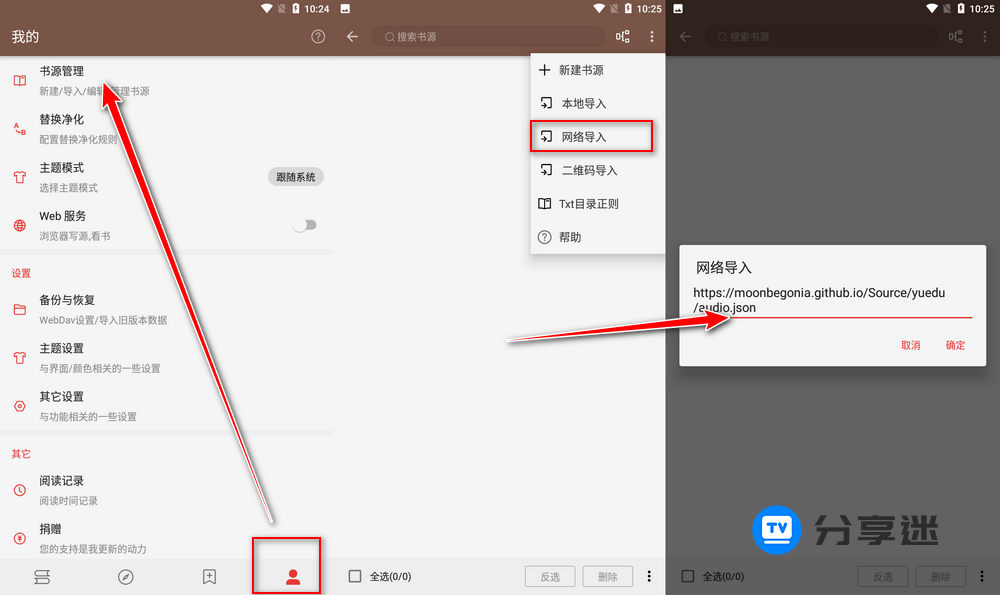 10:24
我的
书源管理
新建/导入/编辑/管理书源
替换净化
配置替换净化规则
主题模式
选择主题模式
跟随系统
Web 服务
浏览器写源,看书
设置
备份与恢复
WebDav设置/导入旧版本数据
主题设置
与界面/颜色相关的一些设置
其它设置
与功能相关的一些设置
其它
阅读记录
阅读时间记录
捐赠
您的支持是我更新的动力
10:25
搜索书源
新建书源
本地导入
网络导入
二维码导入
Txt目录正则
帮助
全选(0/0)
反选
删除
10:25
搜索书源
网络导入
https://moonbegonia.github.io/Source/yuedu
/audio.json
取消
确定
TV
分享迷
全选(0/0)
反选
删除